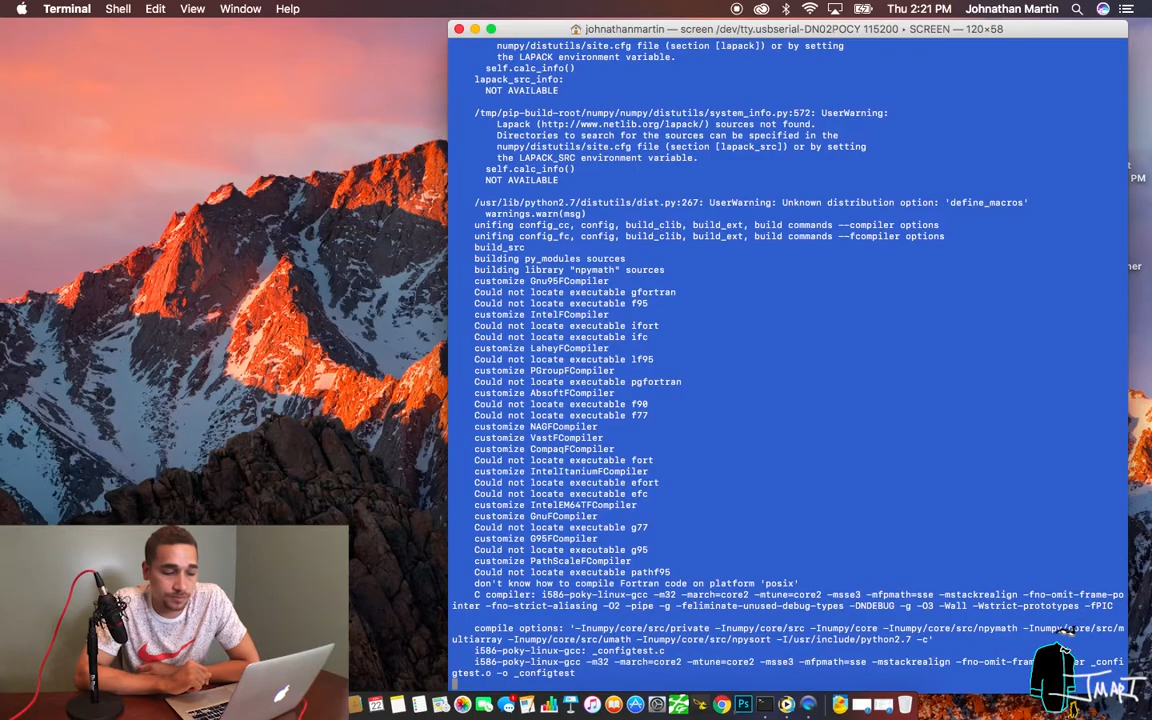 Terminal Shell Edit View Window Help
Thu 2:21 PM Johnathan Martin
johnathanmartin — screen /dev/tty.usbserial-DN02POCY 115200 ▸ SCREEN — 120×58
numpy/distutils/site.cfg file (section [lapack]) or by setting
the LAPACK environment variable.
self.calc_info()
lapack_src_info:
NOT AVAILABLE
/tmp/pip-build-root/numpy/numpy/distutils/system_info.py:572: UserWarning:
Lapack (http://www.netlib.org/lapack/) sources not found.
Directories to search for the sources can be specified in the
numpy/distutils/site.cfg file (section [lapack_src]) or by setting
the LAPACK_SRC environment variable.
self.calc_info()
NOT AVAILABLE
/usr/lib/python2.7/distutils/dist.py:267: UserWarning: Unknown distribution option: 'define_macros'
warnings.warn(msg)
unifing config_cc, config, build_clib, build_ext, build commands --compiler options
unifing config_fc, config, build_clib, build_ext, build commands --fcompiler options
build_src
building py_modules sources
building library "npymath" sources
customize Gnu95FCompiler
Could not locate executable gfortran
Could not locate executable f95
customize IntelFCompiler
Could not locate executable ifort
Could not locate executable ifc
customize LaheyFCompiler
Could not locate executable lf95
customize PGroupFCompiler
Could not locate executable pgfortran
customize AbsoftFCompiler
Could not locate executable f90
Could not locate executable f77
customize NAGFCompiler
customize VastFCompiler
customize CompaqFCompiler
Could not locate executable fort
customize IntelItaniumFCompiler
Could not locate executable efort
Could not locate executable efc
customize IntelEM64TFCompiler
customize GnuFCompiler
Could not locate executable g77
customize G95FCompiler
Could not locate executable g95
customize PathScaleFCompiler
Could not locate executable pathf95
don't know how to compile Fortran code on platform 'posix'
C compiler: i586-poky-linux-gcc -m32 -march=core2 -mtune=core2 -msse3 -mfpmath=sse -mstackrealign -fno-omit-frame-po
inter -fno-strict-aliasing -O2 -pipe -g -feliminate-unused-debug-types -DNDEBUG -g -O3 -Wall -Wstrict-prototypes -fPIC
compile options: '-Inumpy/core/src/private -Inumpy/core/src -Inumpy/core -Inumpy/core/src/npymath -Inumpy/core/src/m
ultiarray -Inumpy/core/src/umath -Inumpy/core/src/npysort -I/usr/include/python2.7 -c'
i586-poky-linux-gcc: _configtest.c
i586-poky-linux-gcc -m32 -march=core2 -mtune=core2 -msse3 -mfpmath=sse -mstackrealign -fno-omit-fram er _confi
gtest.o -o _configtest
PM
JMART